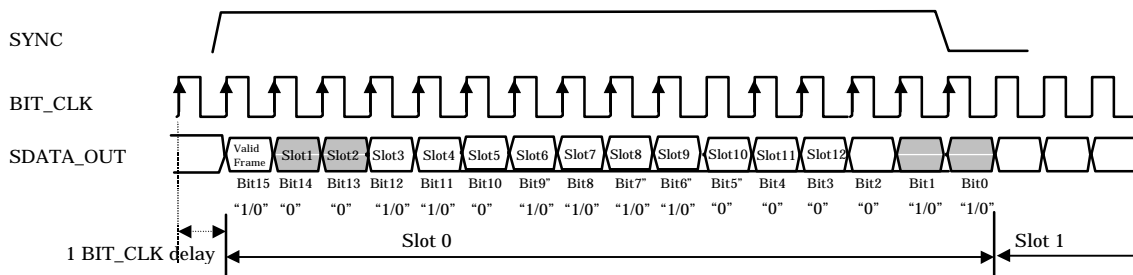 SYNC
BIT_CLK
SDATA_OUT
Valid Frame Slot1 Slot2 Slot3 Slot4 Slot5 Slot6 Slot7 Slot8 Slot9 Slot10 Slot11 Slot12
Bit15 Bit14 Bit13 Bit12 Bit11 Bit10 Bit9" Bit8 Bit7" Bit6" Bit5" Bit4 Bit3 Bit2 Bit1 Bit0
“1/0” “0” “0” “1/0” “1/0” “0” “1/0” “1/0” “1/0” “1/0” “0” “0” “0” “0” “1/0” “1/0”
1 BIT_CLK delay Slot 0 Slot 1